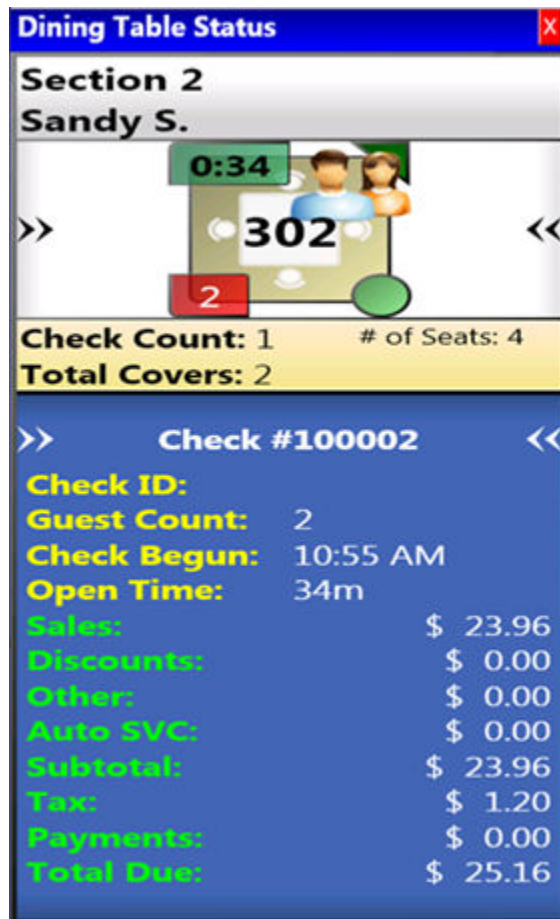 Dining Table Status X
Section 2
Sandy S.
0:34
>> 302 <<
2
Check Count: 1 # of Seats: 4
Total Covers: 2
>> Check #100002 <<
Check ID:
Guest Count: 2
Check Begun: 10:55 AM
Open Time: 34m
Sales: $ 23.96
Discounts: $ 0.00
Other: $ 0.00
Auto SVC: $ 0.00
Subtotal: $ 23.96
Tax: $ 1.20
Payments: $ 0.00
Total Due: $ 25.16